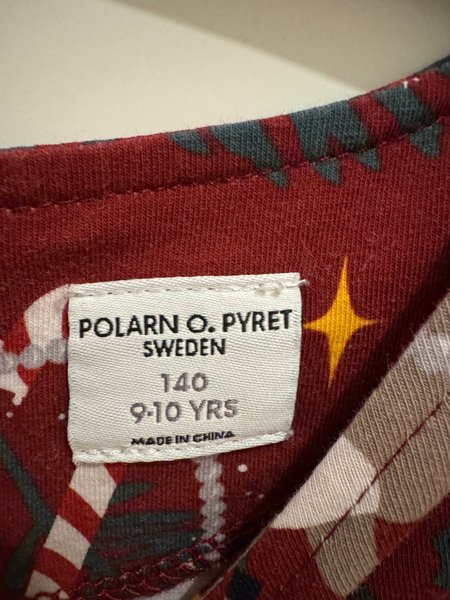 POLARN O. PYRET
SWEDEN
140
9-10 YRS
MADE IN CHINA